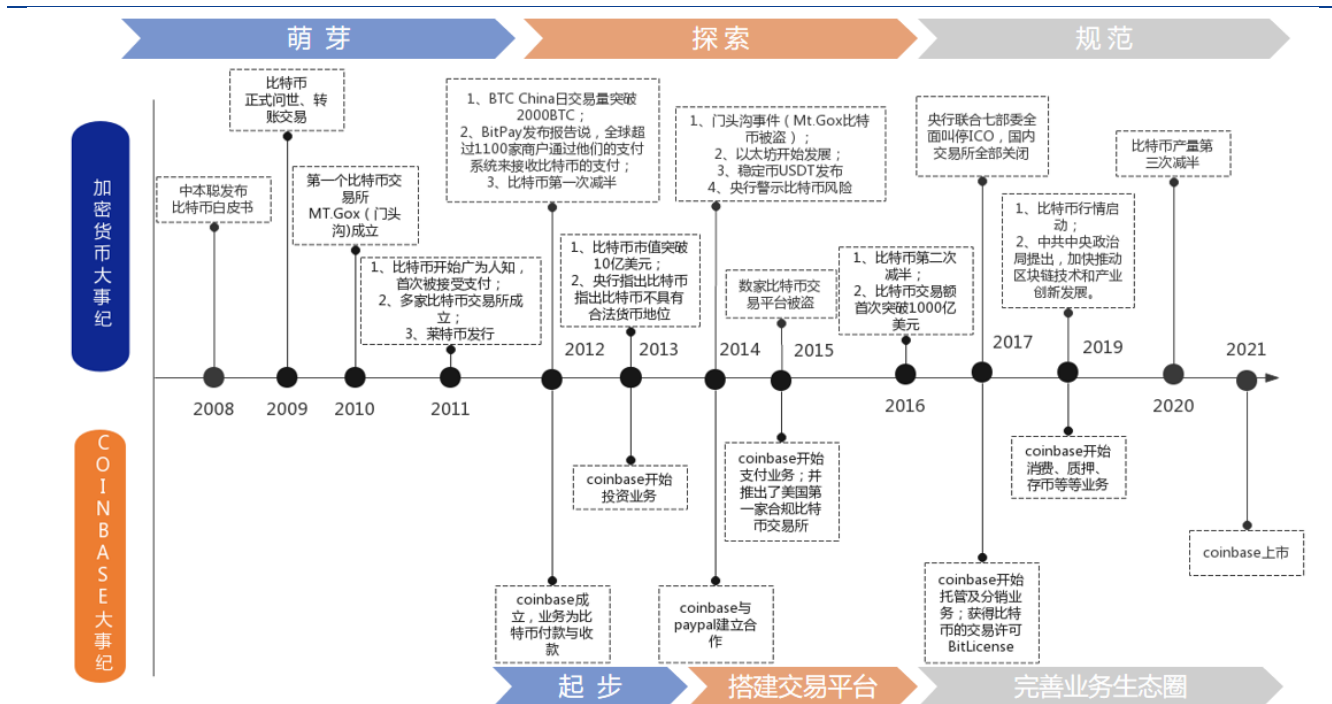 萌 芽
探 索
规 范
加密货币大事纪
中本聪发布
比特币白皮书
比特币
正式问世、转
账交易
第一个比特币交
易所
MT.Gox（门头
沟)成立
1、比特币开始广为人知，
首次被接受支付；
2、多家比特币交易所成
立；
3、莱特币发行
1、BTC China日交易量突破
2000BTC；
2、BitPay发布报告说，全球超
过1100家商户通过他们的支付
系统来接收比特币的支付；
3、比特币第一次减半
1、比特币市值突破
10亿美元；
2、央行指出比特币
指出比特币不具有
合法货币地位
1、门头沟事件（Mt.Gox比特
币被盗）；
2、以太坊开始发展；
3、稳定币USDT发布
4、央行警示比特币风险
数家比特币交
易平台被盗
1、比特币第二次
减半；
2、比特币交易额
首次突破1000亿
美元
央行联合七部委全
面叫停ICO，国内
交易所全部关闭
1、比特币行情启
动；
2、中共中央政治
局提出，加快推动
区块链技术和产业
创新发展。
比特币产量第
三次减半
2008
2009
2010
2011
2012
2013
2014
2015
2016
2017
2019
2020
2021
COINBASE大事纪
coinbase成
立，业务为比
特币付款与收
款
coinbase开始
投资业务
coinbase与
paypal建立合
作
coinbase开始
支付业务；并
推出了美国第
一家合规比特
币交易所
coinbase开始
托管及分销业
务；获得比特
币的交易许可
BitLicense
coinbase开始
消费、质押、
存币等等业务
coinbase上市
起 步
搭建交易平台
完善业务生态圈